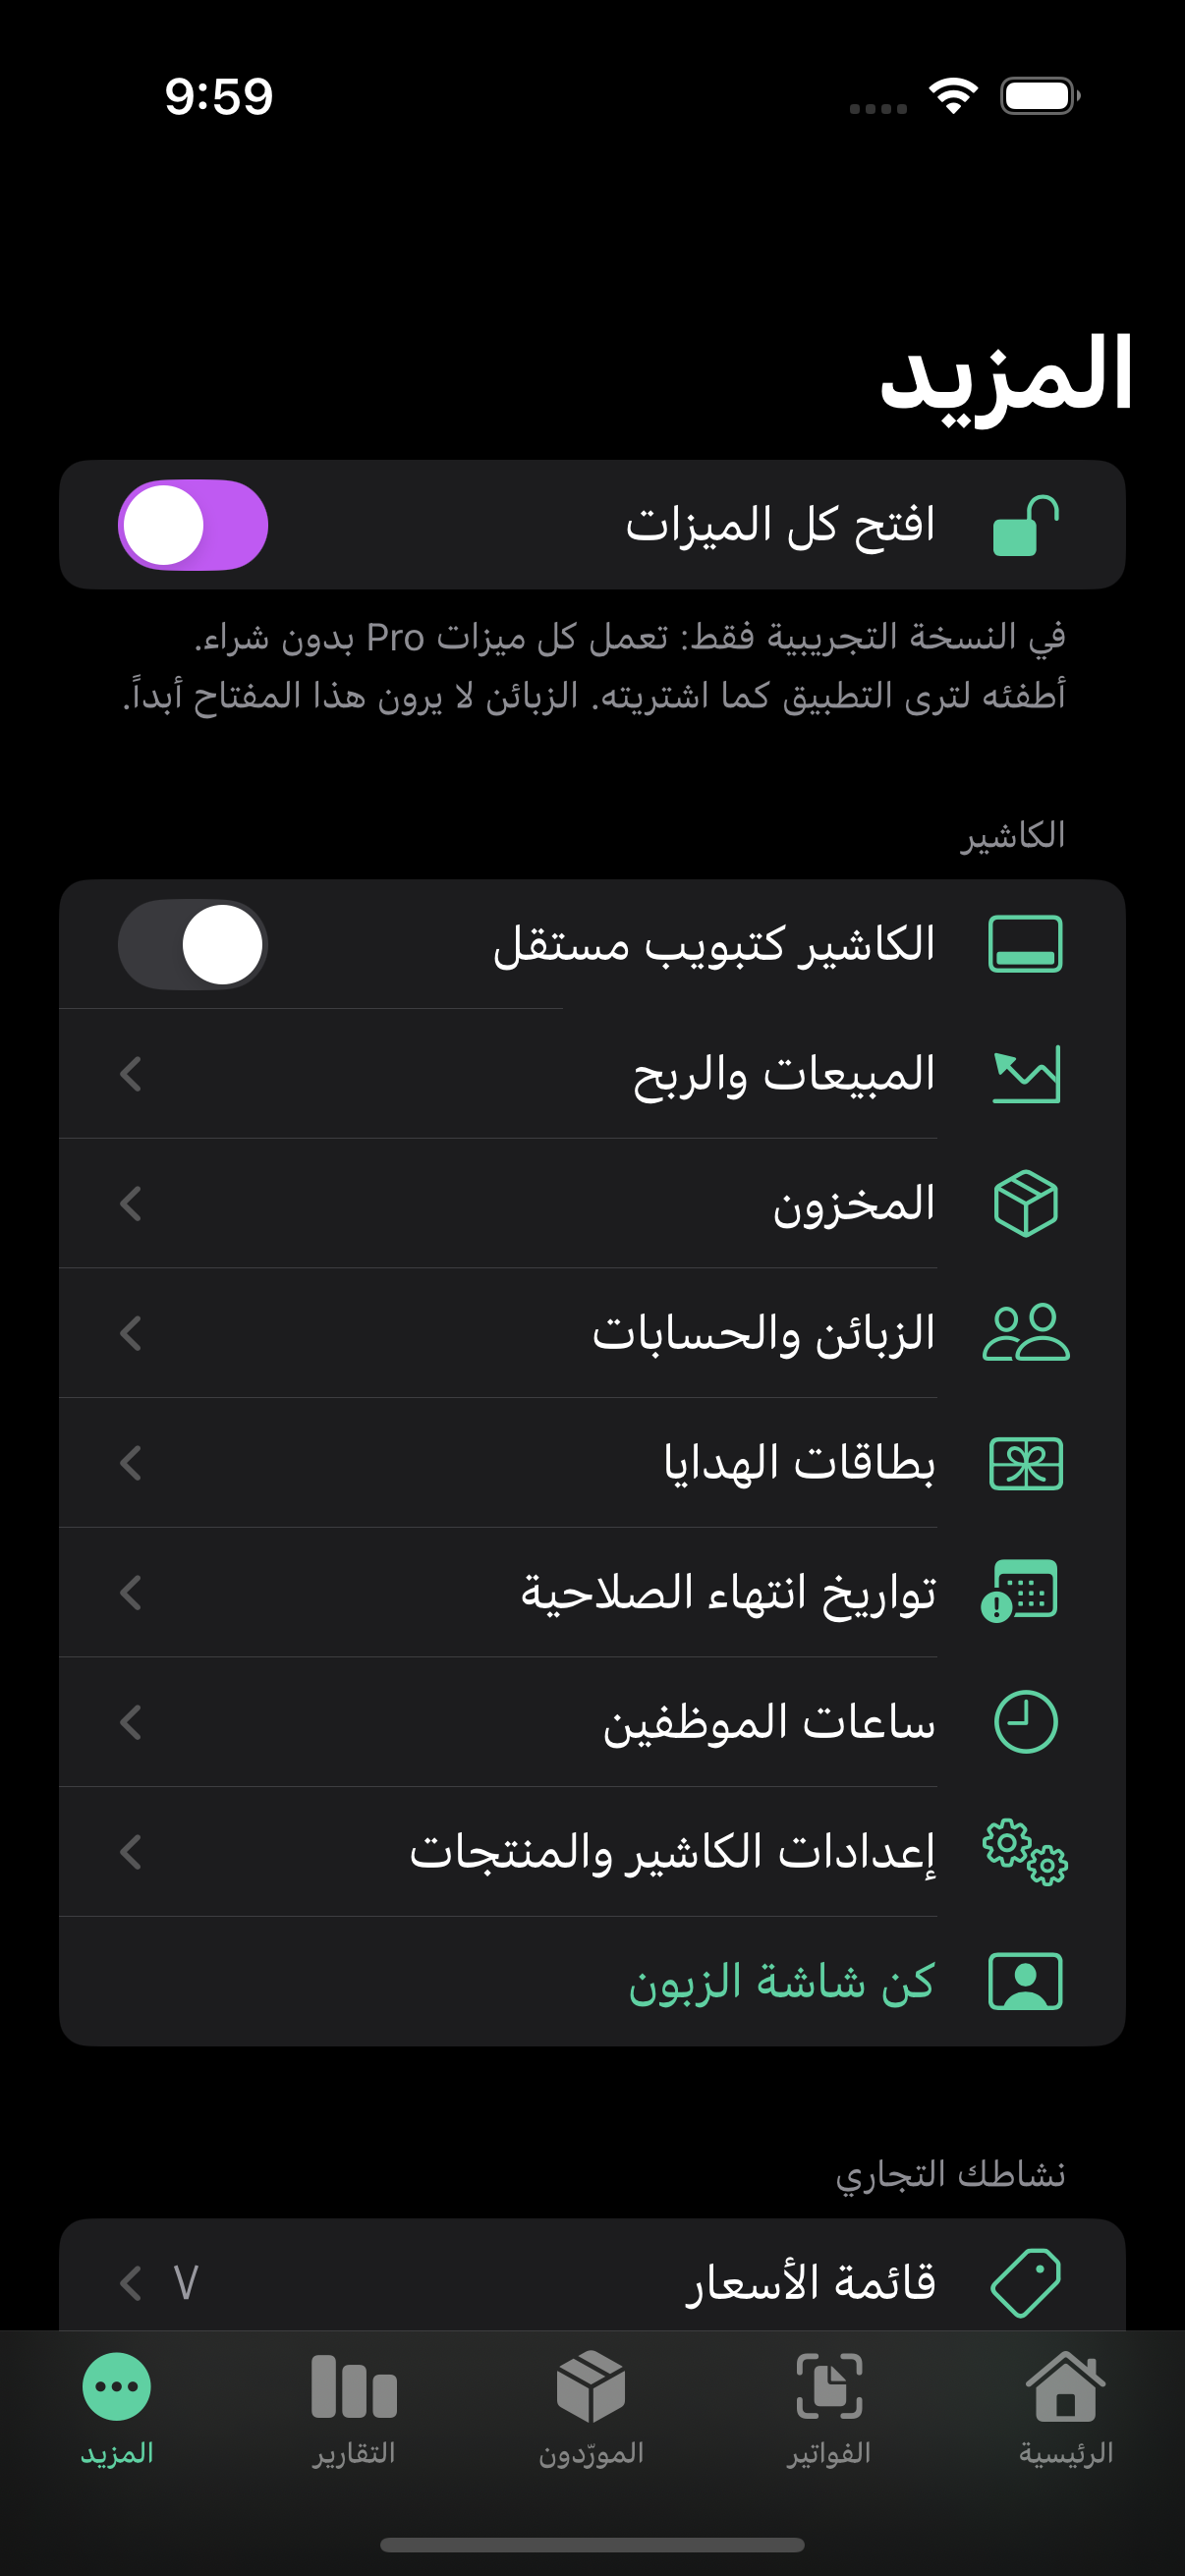 9:59
المزيد
افتح كل الميزات
في النسخة التجريبية فقط: تعمل كل ميزات Pro بدون شراء.
أطفئه لترى التطبيق كما اشتريته. الزبائن لا يرون هذا المفتاح أبداً.
الكاشير
الكاشير كتبويب مستقل
المبيعات والربح
المخزون
الزبائن والحسابات
بطاقات الهدايا
تواريخ انتهاء الصلاحية
ساعات الموظفين
إعدادات الكاشير والمنتجات
كن شاشة الزبون
نشاطك التجاري
قائمة الأسعار ٧
الرئيسية
الفواتير
المورّدون
التقارير
المزيد